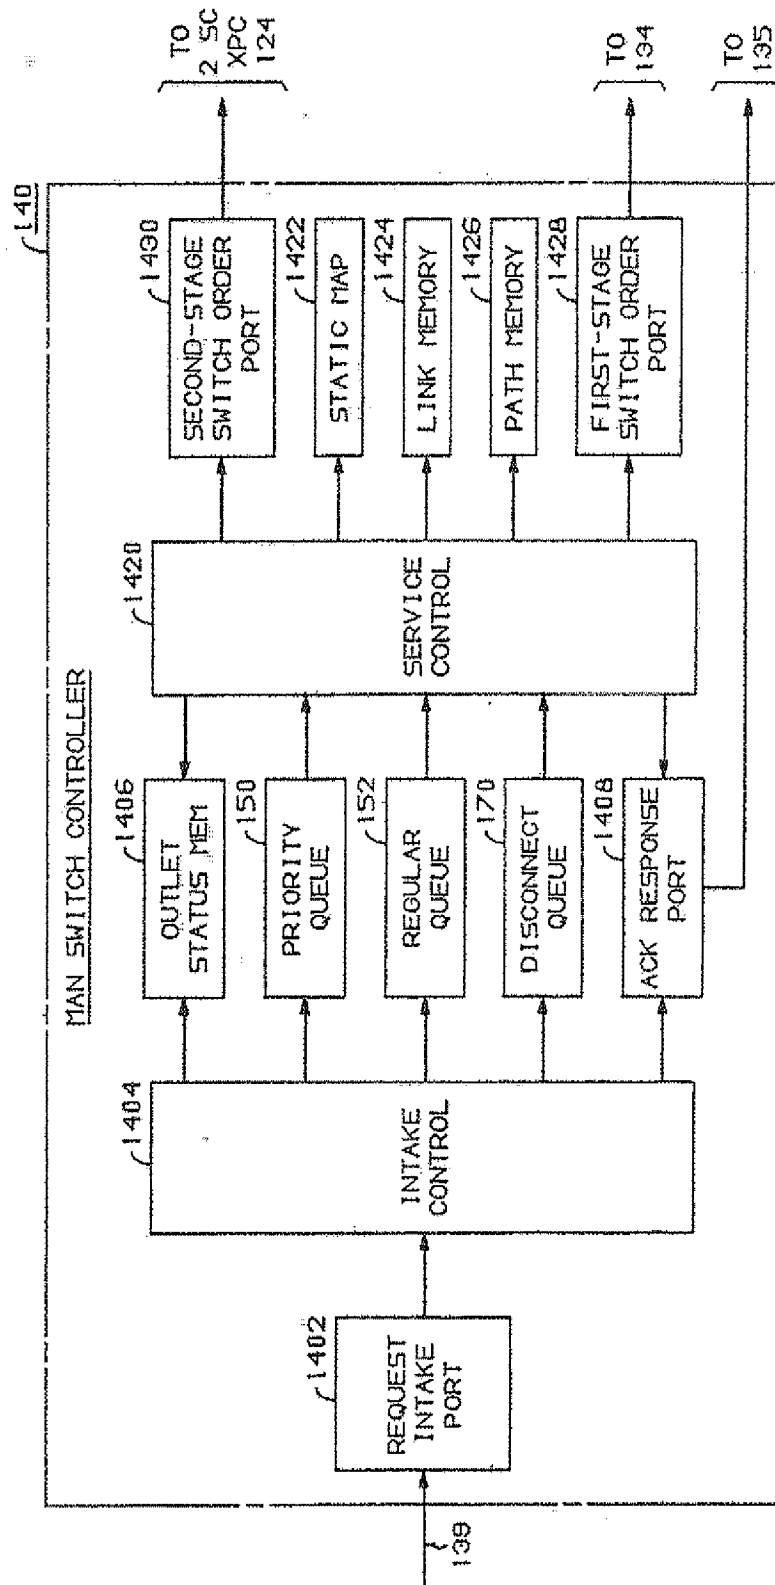 MAN SWITCH CONTROLLER
140
139
1402
REQUEST
INTAKE
PORT
1404
INTAKE
CONTROL
1406
OUTLET
STATUS MEM
150
PRIORITY
QUEUE
152
REGULAR
QUEUE
170
DISCONNECT
QUEUE
1408
ACK RESPONSE
PORT
1420
SERVICE
CONTROL
1430
SECOND-STAGE
SWITCH ORDER
PORT
1422
STATIC MAP
1424
LINK MEMORY
1426
PATH MEMORY
1428
FIRST-STAGE
SWITCH ORDER
PORT
TO
2 SC
XPC
124
TO
134
TO
135